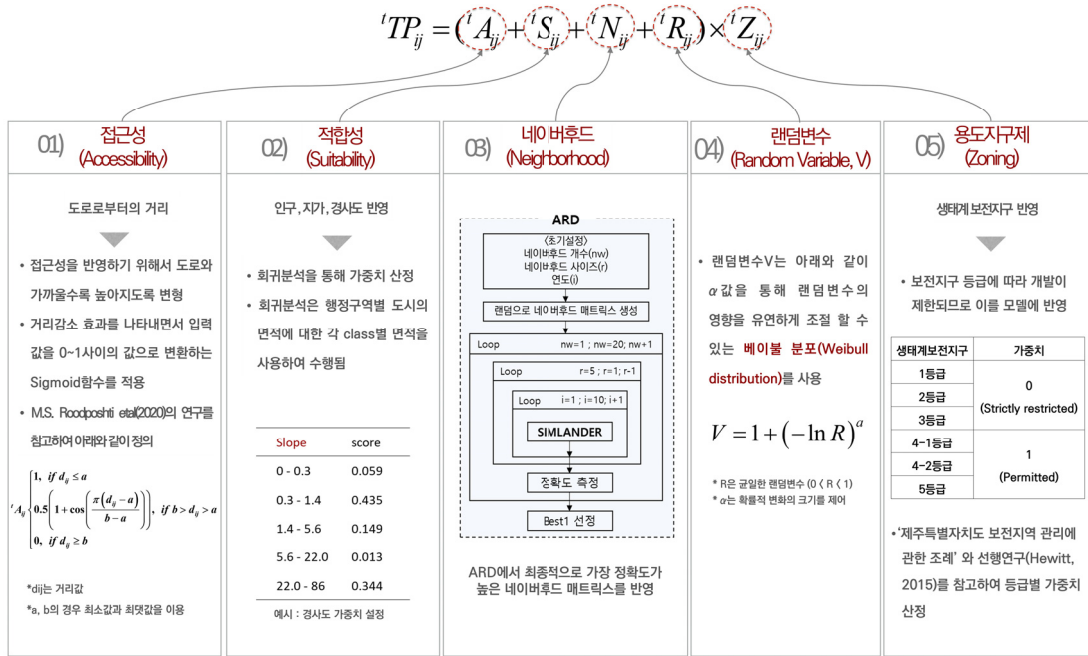 ᵗTPᵢⱼ = (ᵗAᵢⱼ + ᵗSᵢⱼ + ᵗNᵢⱼ + ᵗRᵢⱼ) × ᵗZᵢⱼ
01)
접근성
(Accessibility)
도로로부터의 거리
• 접근성을 반영하기 위해서 도로와
가까울수록 높아지도록 변형
• 거리감소 효과를 나타내면서 입력
값을 0~1사이의 값으로 변환하는
Sigmoid함수를 적용
• M.S. Roodposhti etal(2020)의 연구를
참고하여 아래와 같이 정의
1, if dᵢⱼ ≤ a
ᵗAᵢⱼ { 0.5(1+cos(π(dᵢⱼ−a)/(b−a))), if b > dᵢⱼ > a
0, if dᵢⱼ ≥ b
*dij는 거리값
*a, b의 경우 최소값과 최댓값을 이용
02)
적합성
(Suitability)
인구, 지가, 경사도 반영
• 회귀분석을 통해 가중치 산정
• 회귀분석은 행정구역별 도시의
면적에 대한 각 class별 면적을
사용하여 수행됨
Slope score
0 - 0.3 0.059
0.3 - 1.4 0.435
1.4 - 5.6 0.149
5.6 - 22.0 0.013
22.0 - 86 0.344
예시 : 경사도 가중치 설정
03)
네이버후드
(Neighborhood)
ARD
〈초기설정〉
네이버후드 개수(nw)
네이버후드 사이즈(r)
연도(i)
랜덤으로 네이버후드 매트릭스 생성
Loop nw=1 ; nw=20; nw+1
Loop r=5 ; r=1; r-1
Loop i=1 ; i=10; i+1
SIMLANDER
정확도 측정
Best1 선정
ARD에서 최종적으로 가장 정확도가
높은 네이버후드 매트릭스를 반영
04)
랜덤변수
(Random Variable, V)
• 랜덤변수V는 아래와 같이
α값을 통해 랜덤변수의
영향을 유연하게 조절 할 수
있는 베이불 분포(Weibull
distribution)를 사용
V = 1 + (−ln R)ᵃ
* R은 균일한 랜덤변수 (0 < R < 1)
* α는 확률적 변화의 크기를 제어
05)
용도지구제
(Zoning)
생태계 보전지구 반영
• 보전지구 등급에 따라 개발이
제한되므로 이를 모델에 반영
생태계보전지구 가중치
1등급
2등급
3등급
0
(Strictly restricted)
4-1등급
4-2등급
5등급
1
(Permitted)
•'제주특별자치도 보전지역 관리에
관한 조례' 와 선행연구(Hewitt,
2015)를 참고하여 등급별 가중치
산정